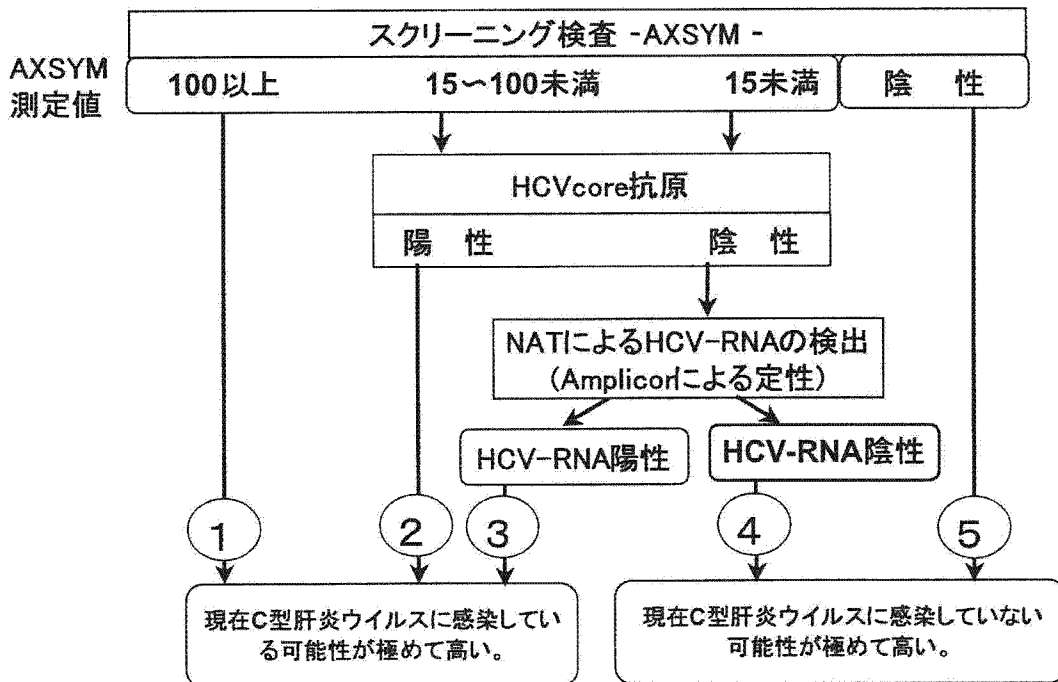 スクリーニング検査 -AXSYM -
AXSYM
測定値
100以上 15〜100未満 15未満 陰 性
HCVcore抗原
陽 性 陰 性
NATによるHCV-RNAの検出
(Amplicorによる定性)
HCV-RNA陽性 HCV-RNA陰性
1 2 3 4 5
現在C型肝炎ウイルスに感染してい
る可能性が極めて高い。
現在C型肝炎ウイルスに感染していない
可能性が極めて高い。